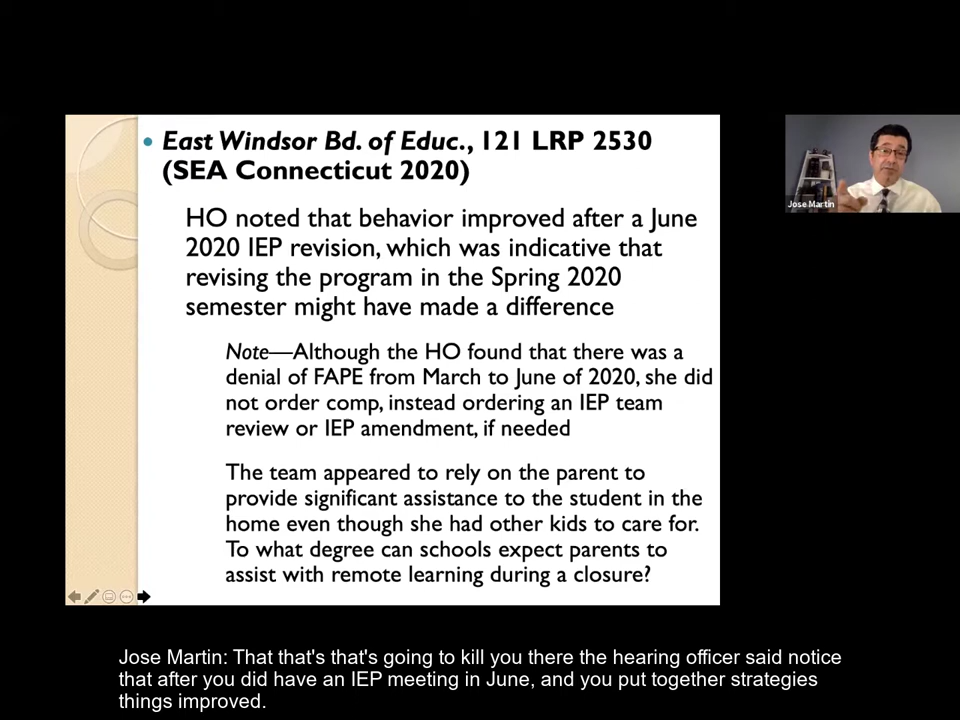 East Windsor Bd. of Educ., 121 LRP 2530
(SEA Connecticut 2020)
HO noted that behavior improved after a June
2020 IEP revision, which was indicative that
revising the program in the Spring 2020
semester might have made a difference
Note—Although the HO found that there was a
denial of FAPE from March to June of 2020, she did
not order comp, instead ordering an IEP team
review or IEP amendment, if needed
The team appeared to rely on the parent to
provide significant assistance to the student in the
home even though she had other kids to care for.
To what degree can schools expect parents to
assist with remote learning during a closure?
Jose Martin
Jose Martin: That that's that's going to kill you there the hearing officer said notice
that after you did have an IEP meeting in June, and you put together strategies
things improved.